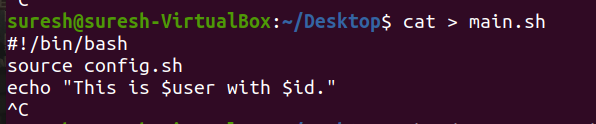 ^C
suresh@suresh-VirtualBox:~/Desktop$ cat > main.sh
#!/bin/bash
source config.sh
echo "This is $user with $id."
^C